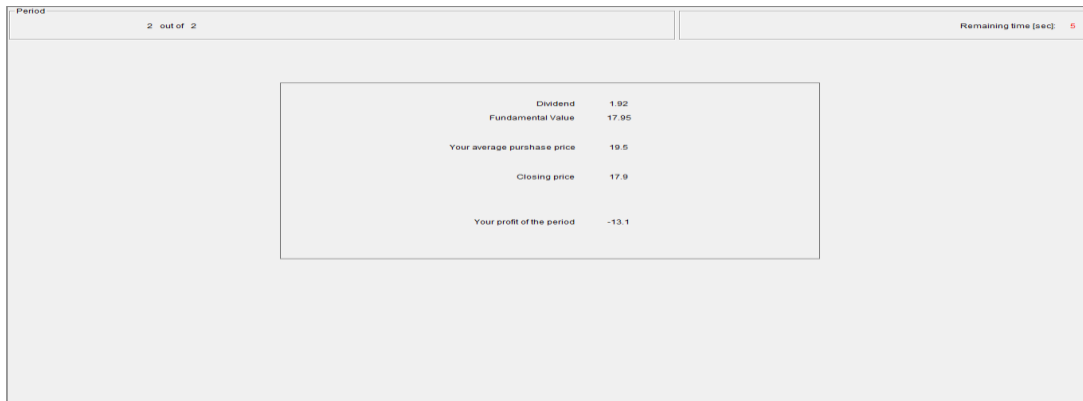 Period
2 out of 2
Remaining time [sec]: 5
Dividend 1.92
Fundamental Value 17.95
Your average purshase price 19.5
Closing price 17.9
Your profit of the period -13.1